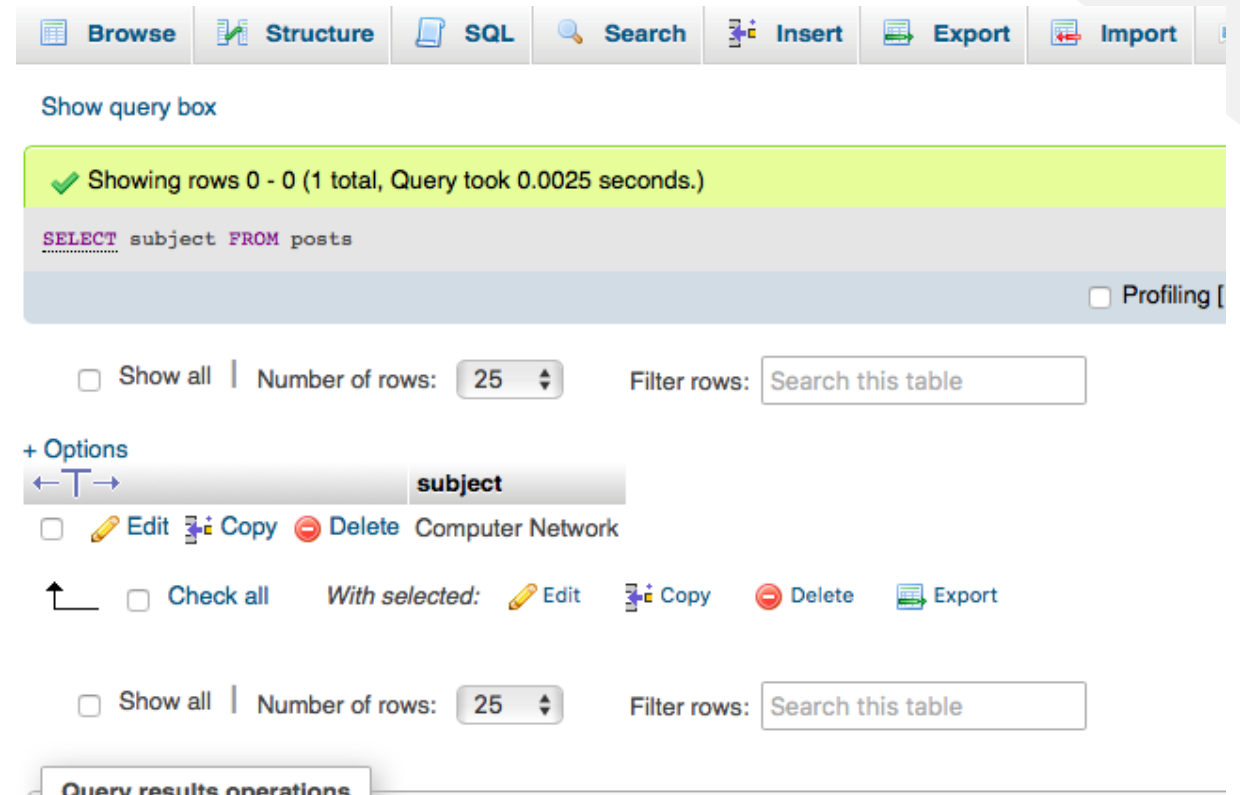 Browse Structure SQL Search Insert Export Import
Show query box
Showing rows 0 - 0 (1 total, Query took 0.0025 seconds.)
SELECT subject FROM posts
Profiling [
Show all | Number of rows: 25 Filter rows: Search this table
+ Options
←T→ subject
Edit Copy Delete Computer Network
Check all With selected: Edit Copy Delete Export
Show all | Number of rows: 25 Filter rows: Search this table
Query results operations